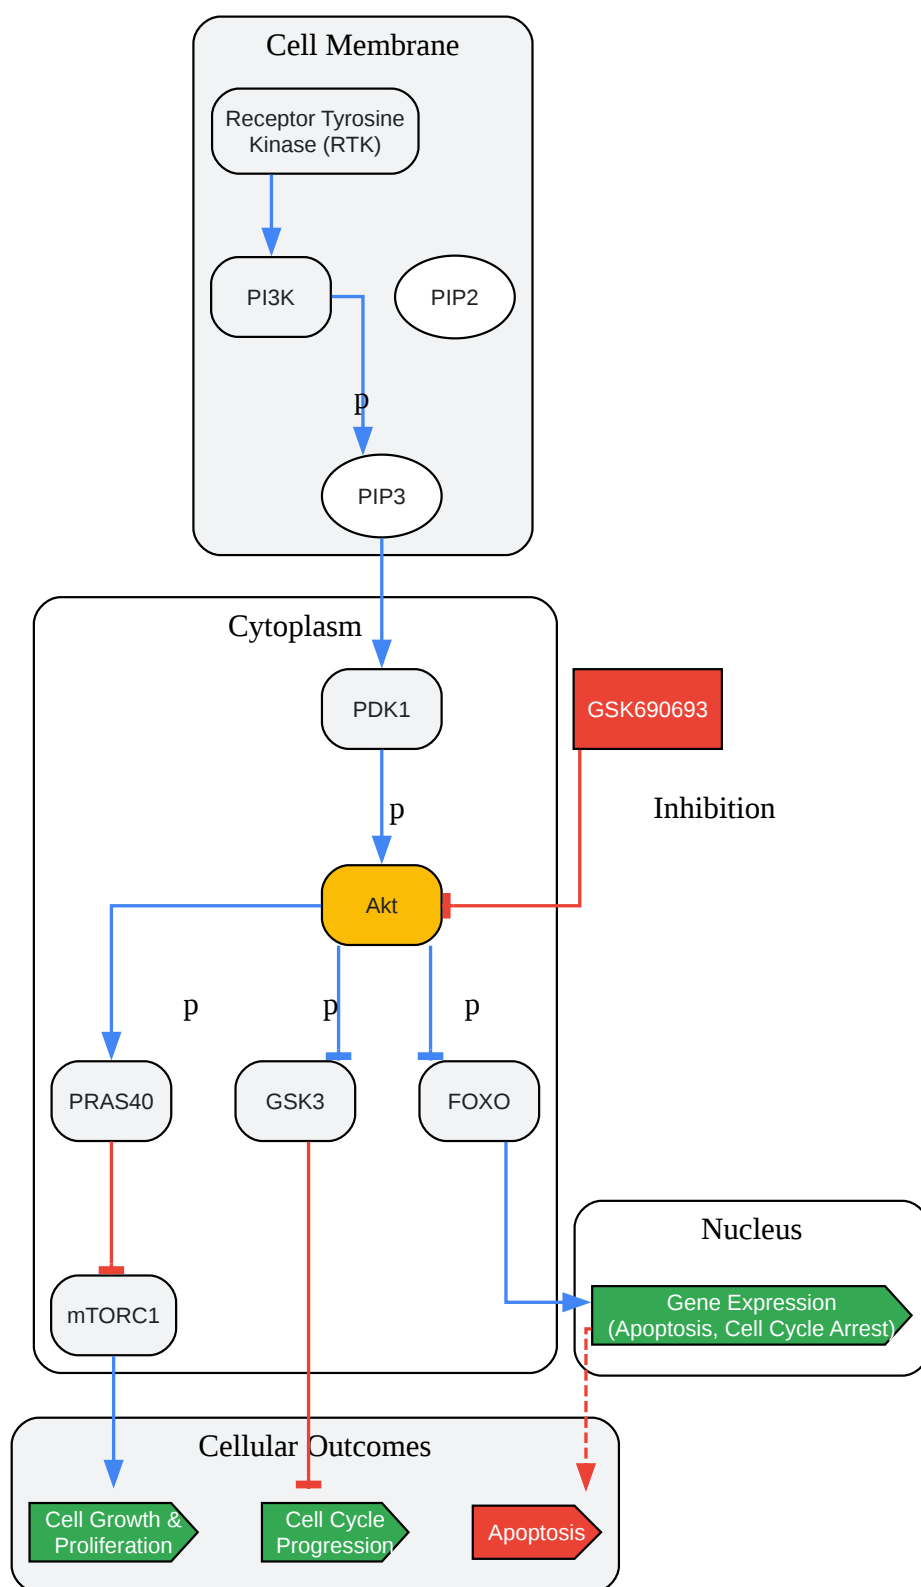 Cell Membrane
Receptor Tyrosine
Kinase (RTK)
PI3K
PIP2
p
PIP3
Cytoplasm
PDK1
GSK690693
p
Inhibition
Akt
p
p
p
PRAS40
GSK3
FOXO
Nucleus
mTORC1
Gene Expression
(Apoptosis, Cell Cycle Arrest)
Cellular Outcomes
Cell Growth &
Proliferation
Cell Cycle
Progression
Apoptosis